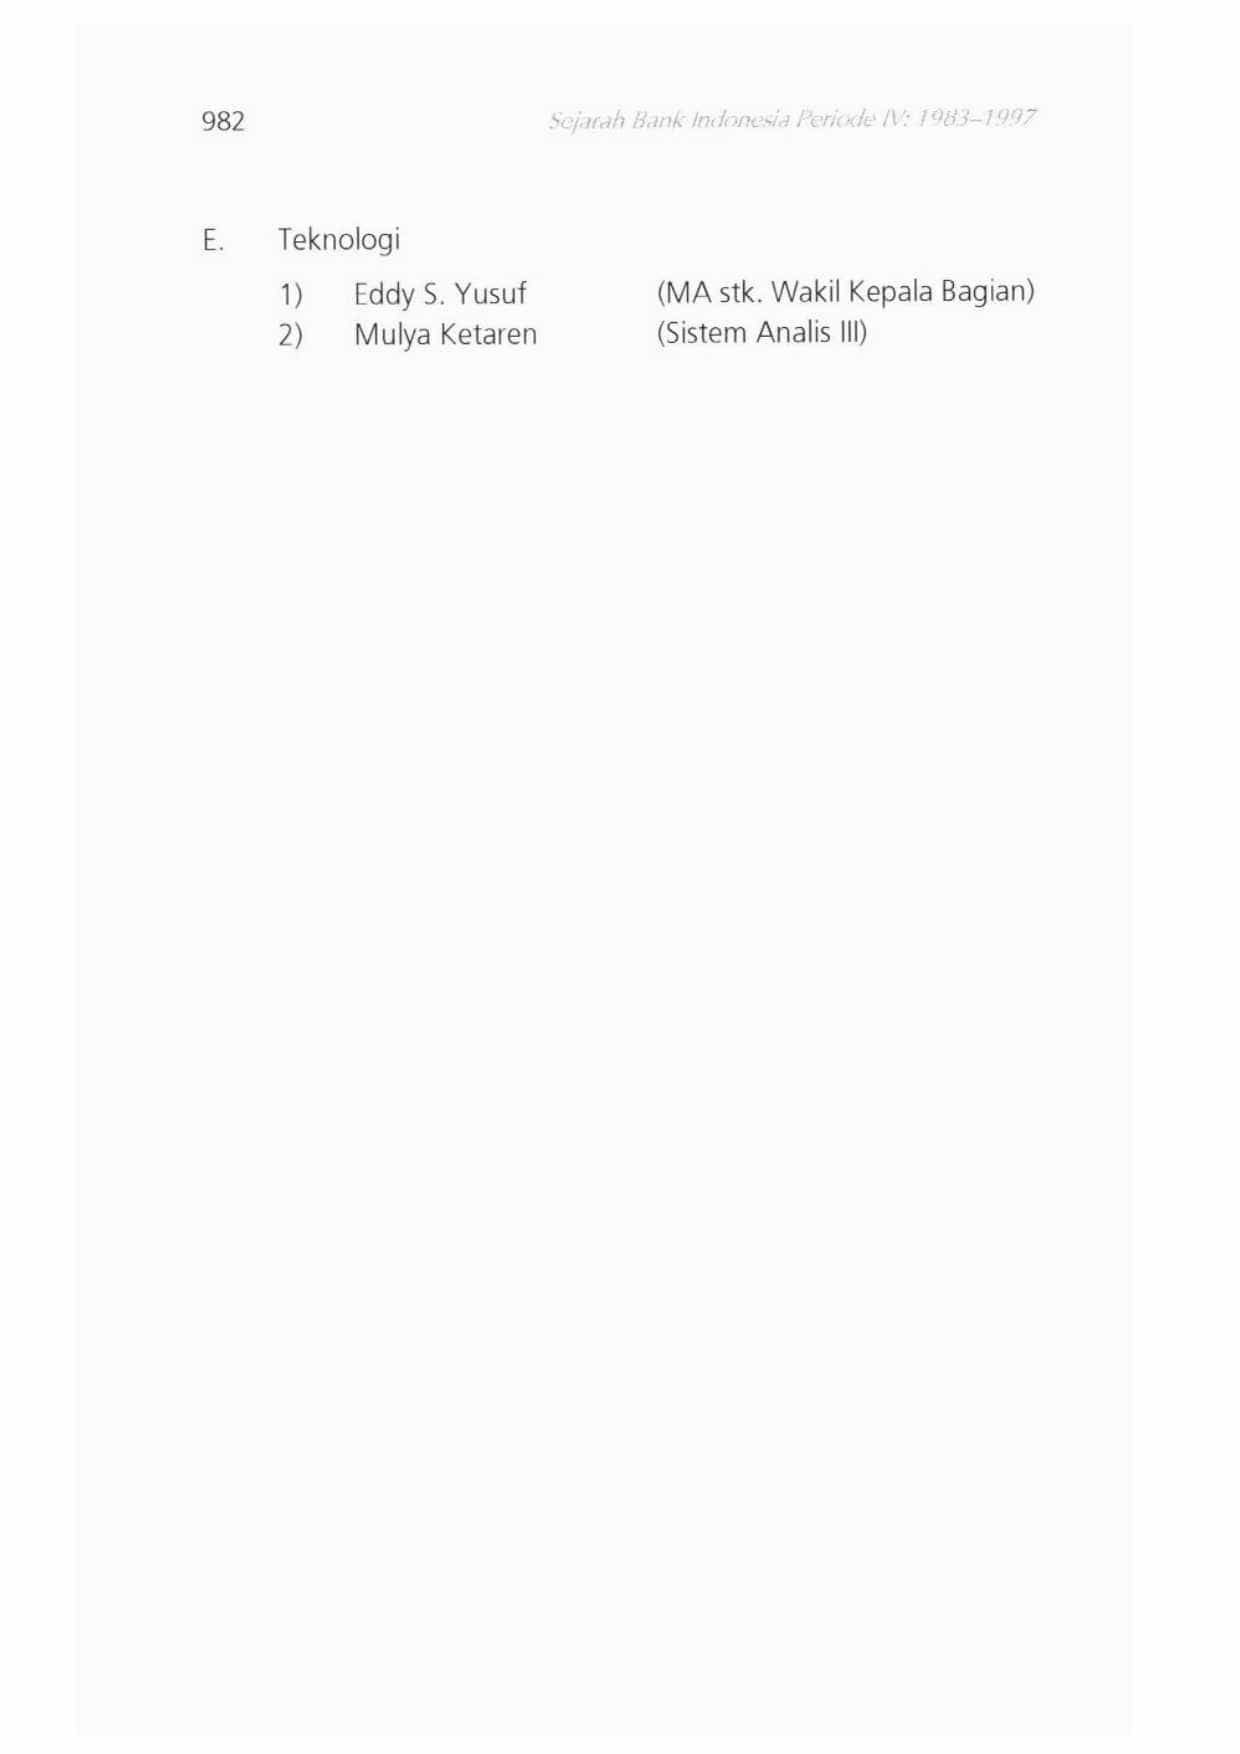 982 Sejarah Bank Indonesia Periode IV: 1983–1997
E. Teknologi
1) Eddy S. Yusuf (MA stk. Wakil Kepala Bagian)
2) Mulya Ketaren (Sistem Analis III)